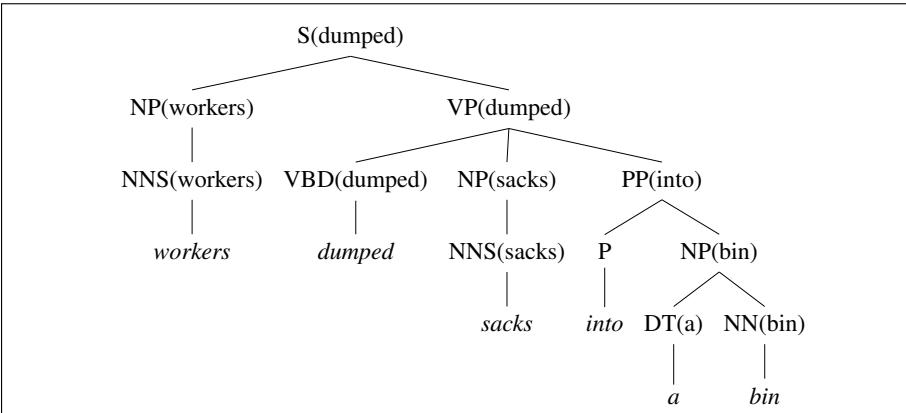 S(dumped)
NP(workers) VP(dumped)
NNS(workers) VBD(dumped) NP(sacks) PP(into)
workers dumped NNS(sacks) P NP(bin)
sacks into DT(a) NN(bin)
a bin